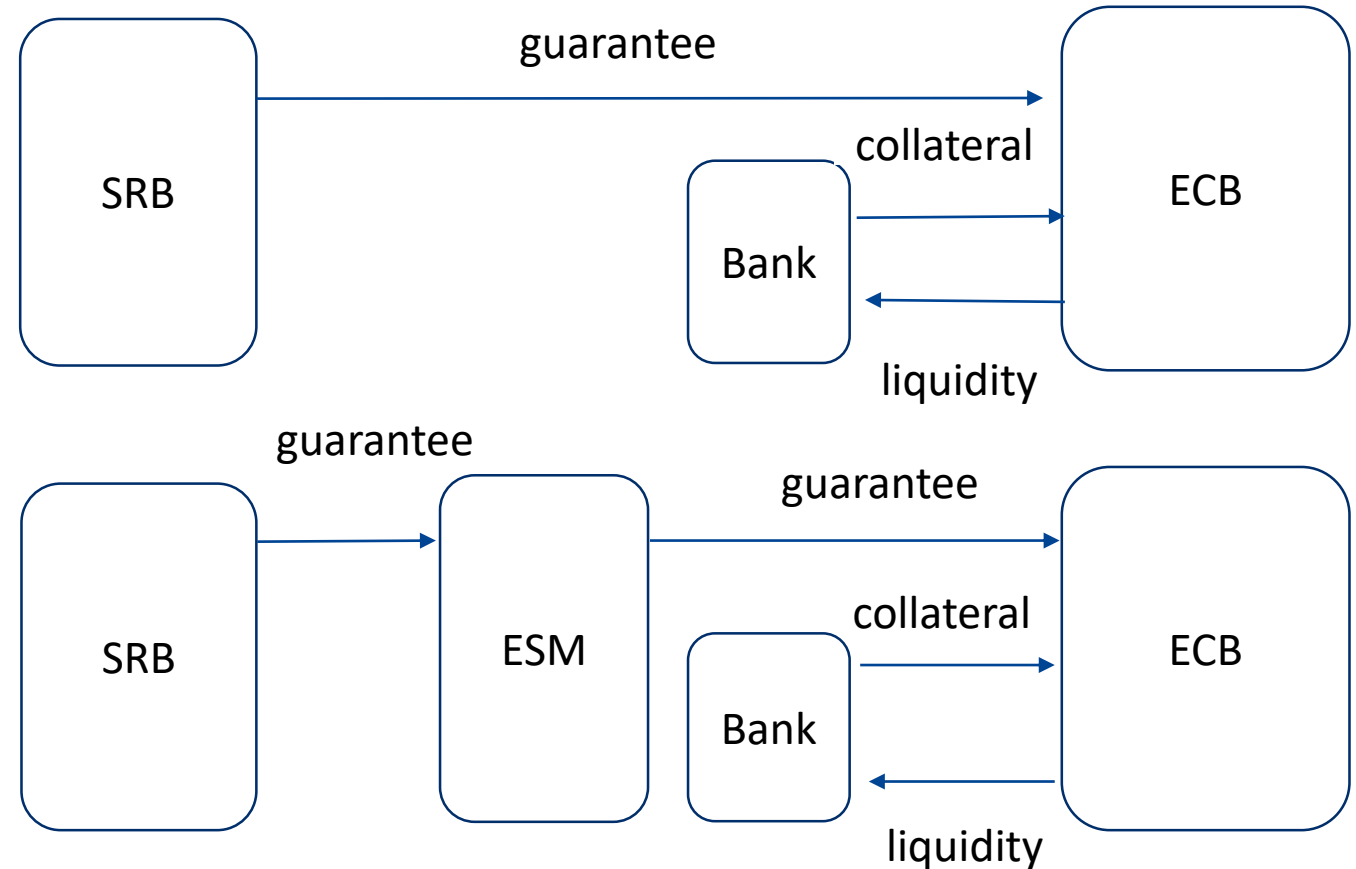 guarantee
collateral
SRB
ECB
Bank
liquidity
guarantee
guarantee
collateral
SRB
ESM
ECB
Bank
liquidity